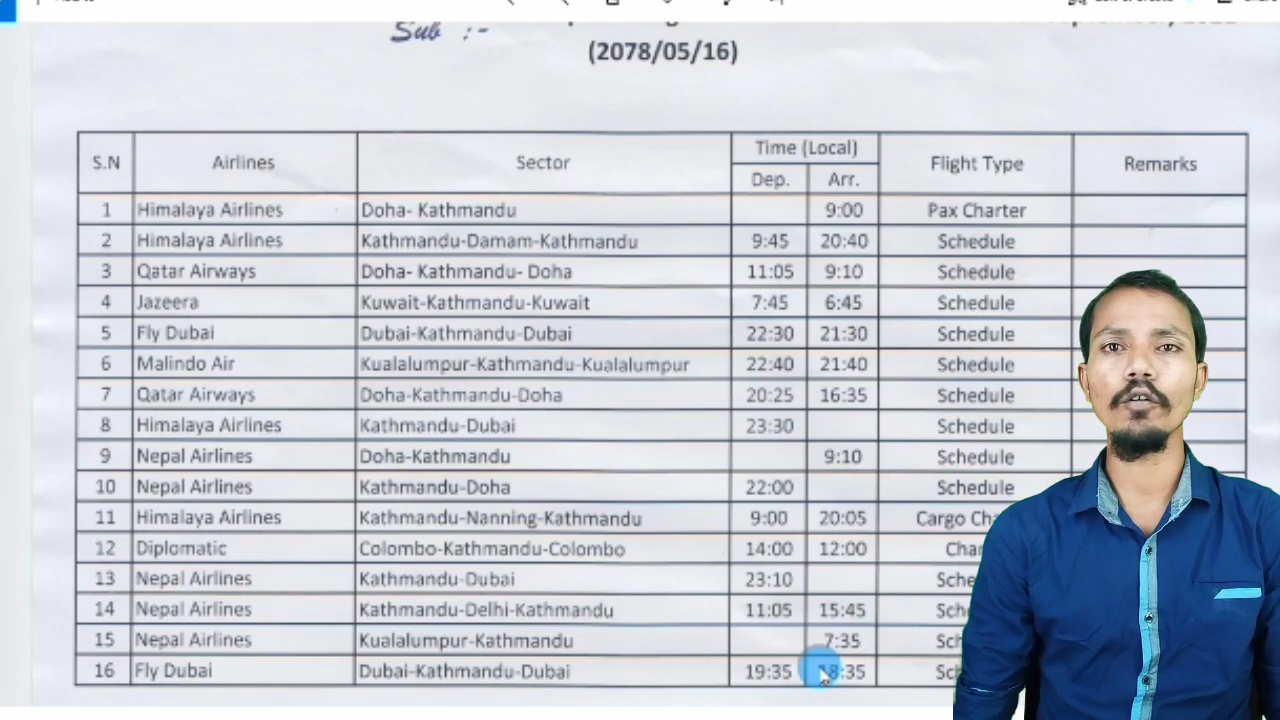 Sub :-
(2078/05/16)
S.N Airlines Sector Time (Local) Flight Type Remarks
Dep. Arr.
1 Himalaya Airlines Doha- Kathmandu 9:00 Pax Charter
2 Himalaya Airlines Kathmandu-Damam-Kathmandu 9:45 20:40 Schedule
3 Qatar Airways Doha- Kathmandu- Doha 11:05 9:10 Schedule
4 Jazeera Kuwait-Kathmandu-Kuwait 7:45 6:45 Schedule
5 Fly Dubai Dubai-Kathmandu-Dubai 22:30 21:30 Schedule
6 Malindo Air Kualalumpur-Kathmandu-Kualalumpur 22:40 21:40 Schedule
7 Qatar Airways Doha-Kathmandu-Doha 20:25 16:35 Schedule
8 Himalaya Airlines Kathmandu-Dubai 23:30 Schedule
9 Nepal Airlines Doha-Kathmandu 9:10 Schedule
10 Nepal Airlines Kathmandu-Doha 22:00 Schedule
11 Himalaya Airlines Kathmandu-Nanning-Kathmandu 9:00 20:05 Cargo
12 Diplomatic Colombo-Kathmandu-Colombo 14:00 12:00
13 Nepal Airlines Kathmandu-Dubai 23:10
14 Nepal Airlines Kathmandu-Delhi-Kathmandu 11:05 15:45
15 Nepal Airlines Kualalumpur-Kathmandu 7:35
16 Fly Dubai Dubai-Kathmandu-Dubai 19:35 18:35